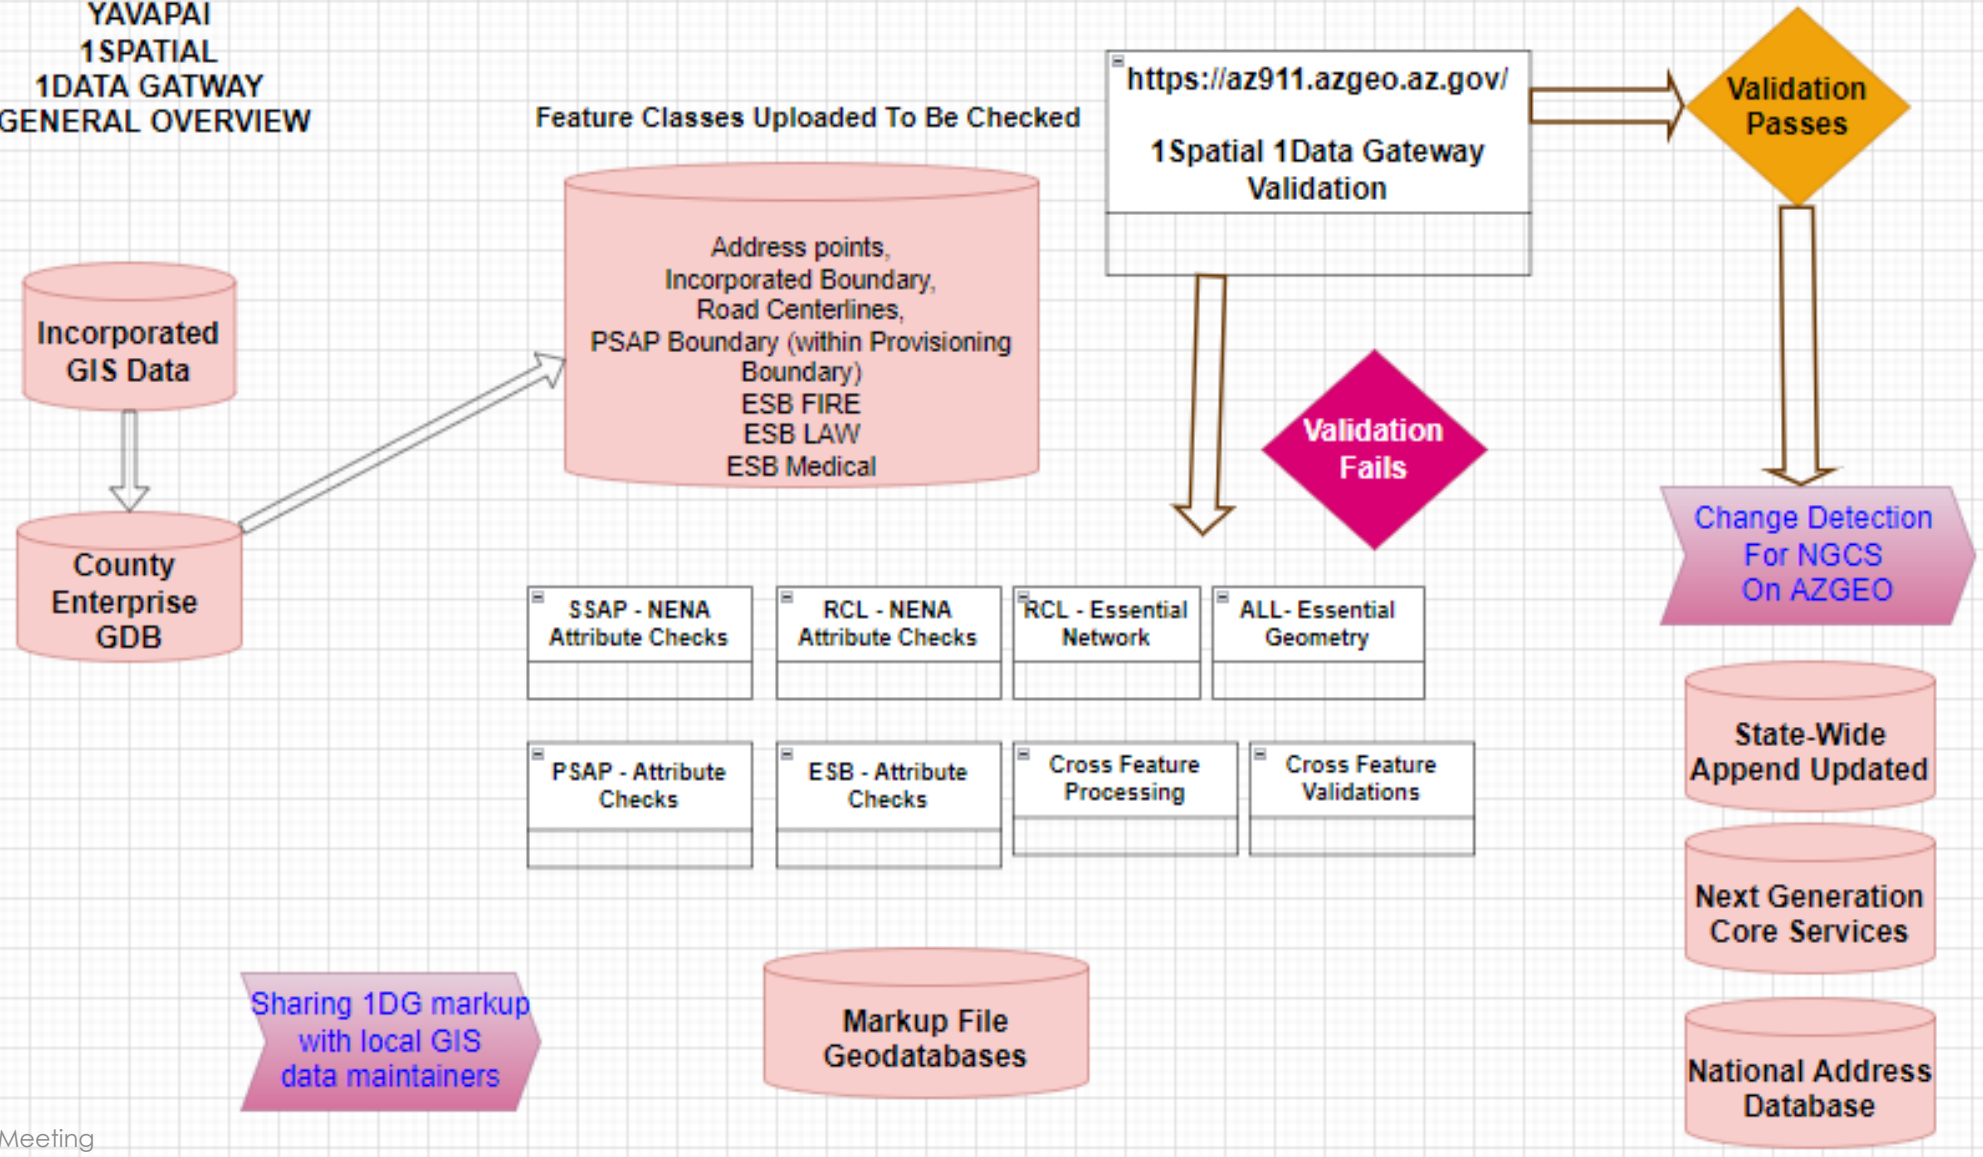 YAVAPAI
1SPATIAL
1DATA GATWAY
GENERAL OVERVIEW
Feature Classes Uploaded To Be Checked
https://az911.azgeo.az.gov/
1Spatial 1Data Gateway
Validation
Validation
Passes
Address points,
Incorporated Boundary,
Road Centerlines,
PSAP Boundary (within Provisioning
Boundary)
ESB FIRE
ESB LAW
ESB Medical
Incorporated
GIS Data
County
Enterprise
GDB
Validation
Fails
Change Detection
For NGCS
On AZGEO
SSAP - NENA
Attribute Checks
RCL - NENA
Attribute Checks
RCL - Essential
Network
ALL- Essential
Geometry
PSAP - Attribute
Checks
ESB - Attribute
Checks
Cross Feature
Processing
Cross Feature
Validations
State-Wide
Append Updated
Next Generation
Core Services
National Address
Database
Sharing 1DG markup
with local GIS
data maintainers
Markup File
Geodatabases
Meeting